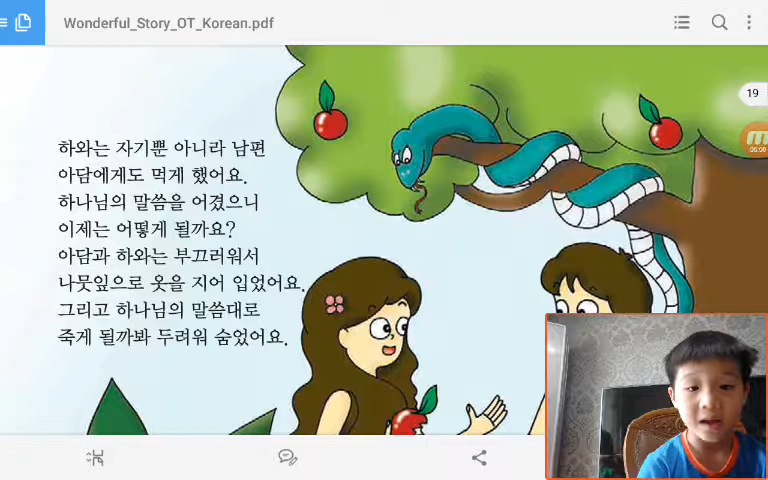 Wonderful_Story_OT_Korean.pdf
19
하와는 자기뿐 아니라 남편
아담에게도 먹게 했어요.
하나님의 말씀을 어겼으니
이제는 어떻게 될까요?
아담과 하와는 부끄러워서
나뭇잎으로 옷을 지어 입었어요.
그리고 하나님의 말씀대로
죽게 될까봐 두려워 숨었어요.